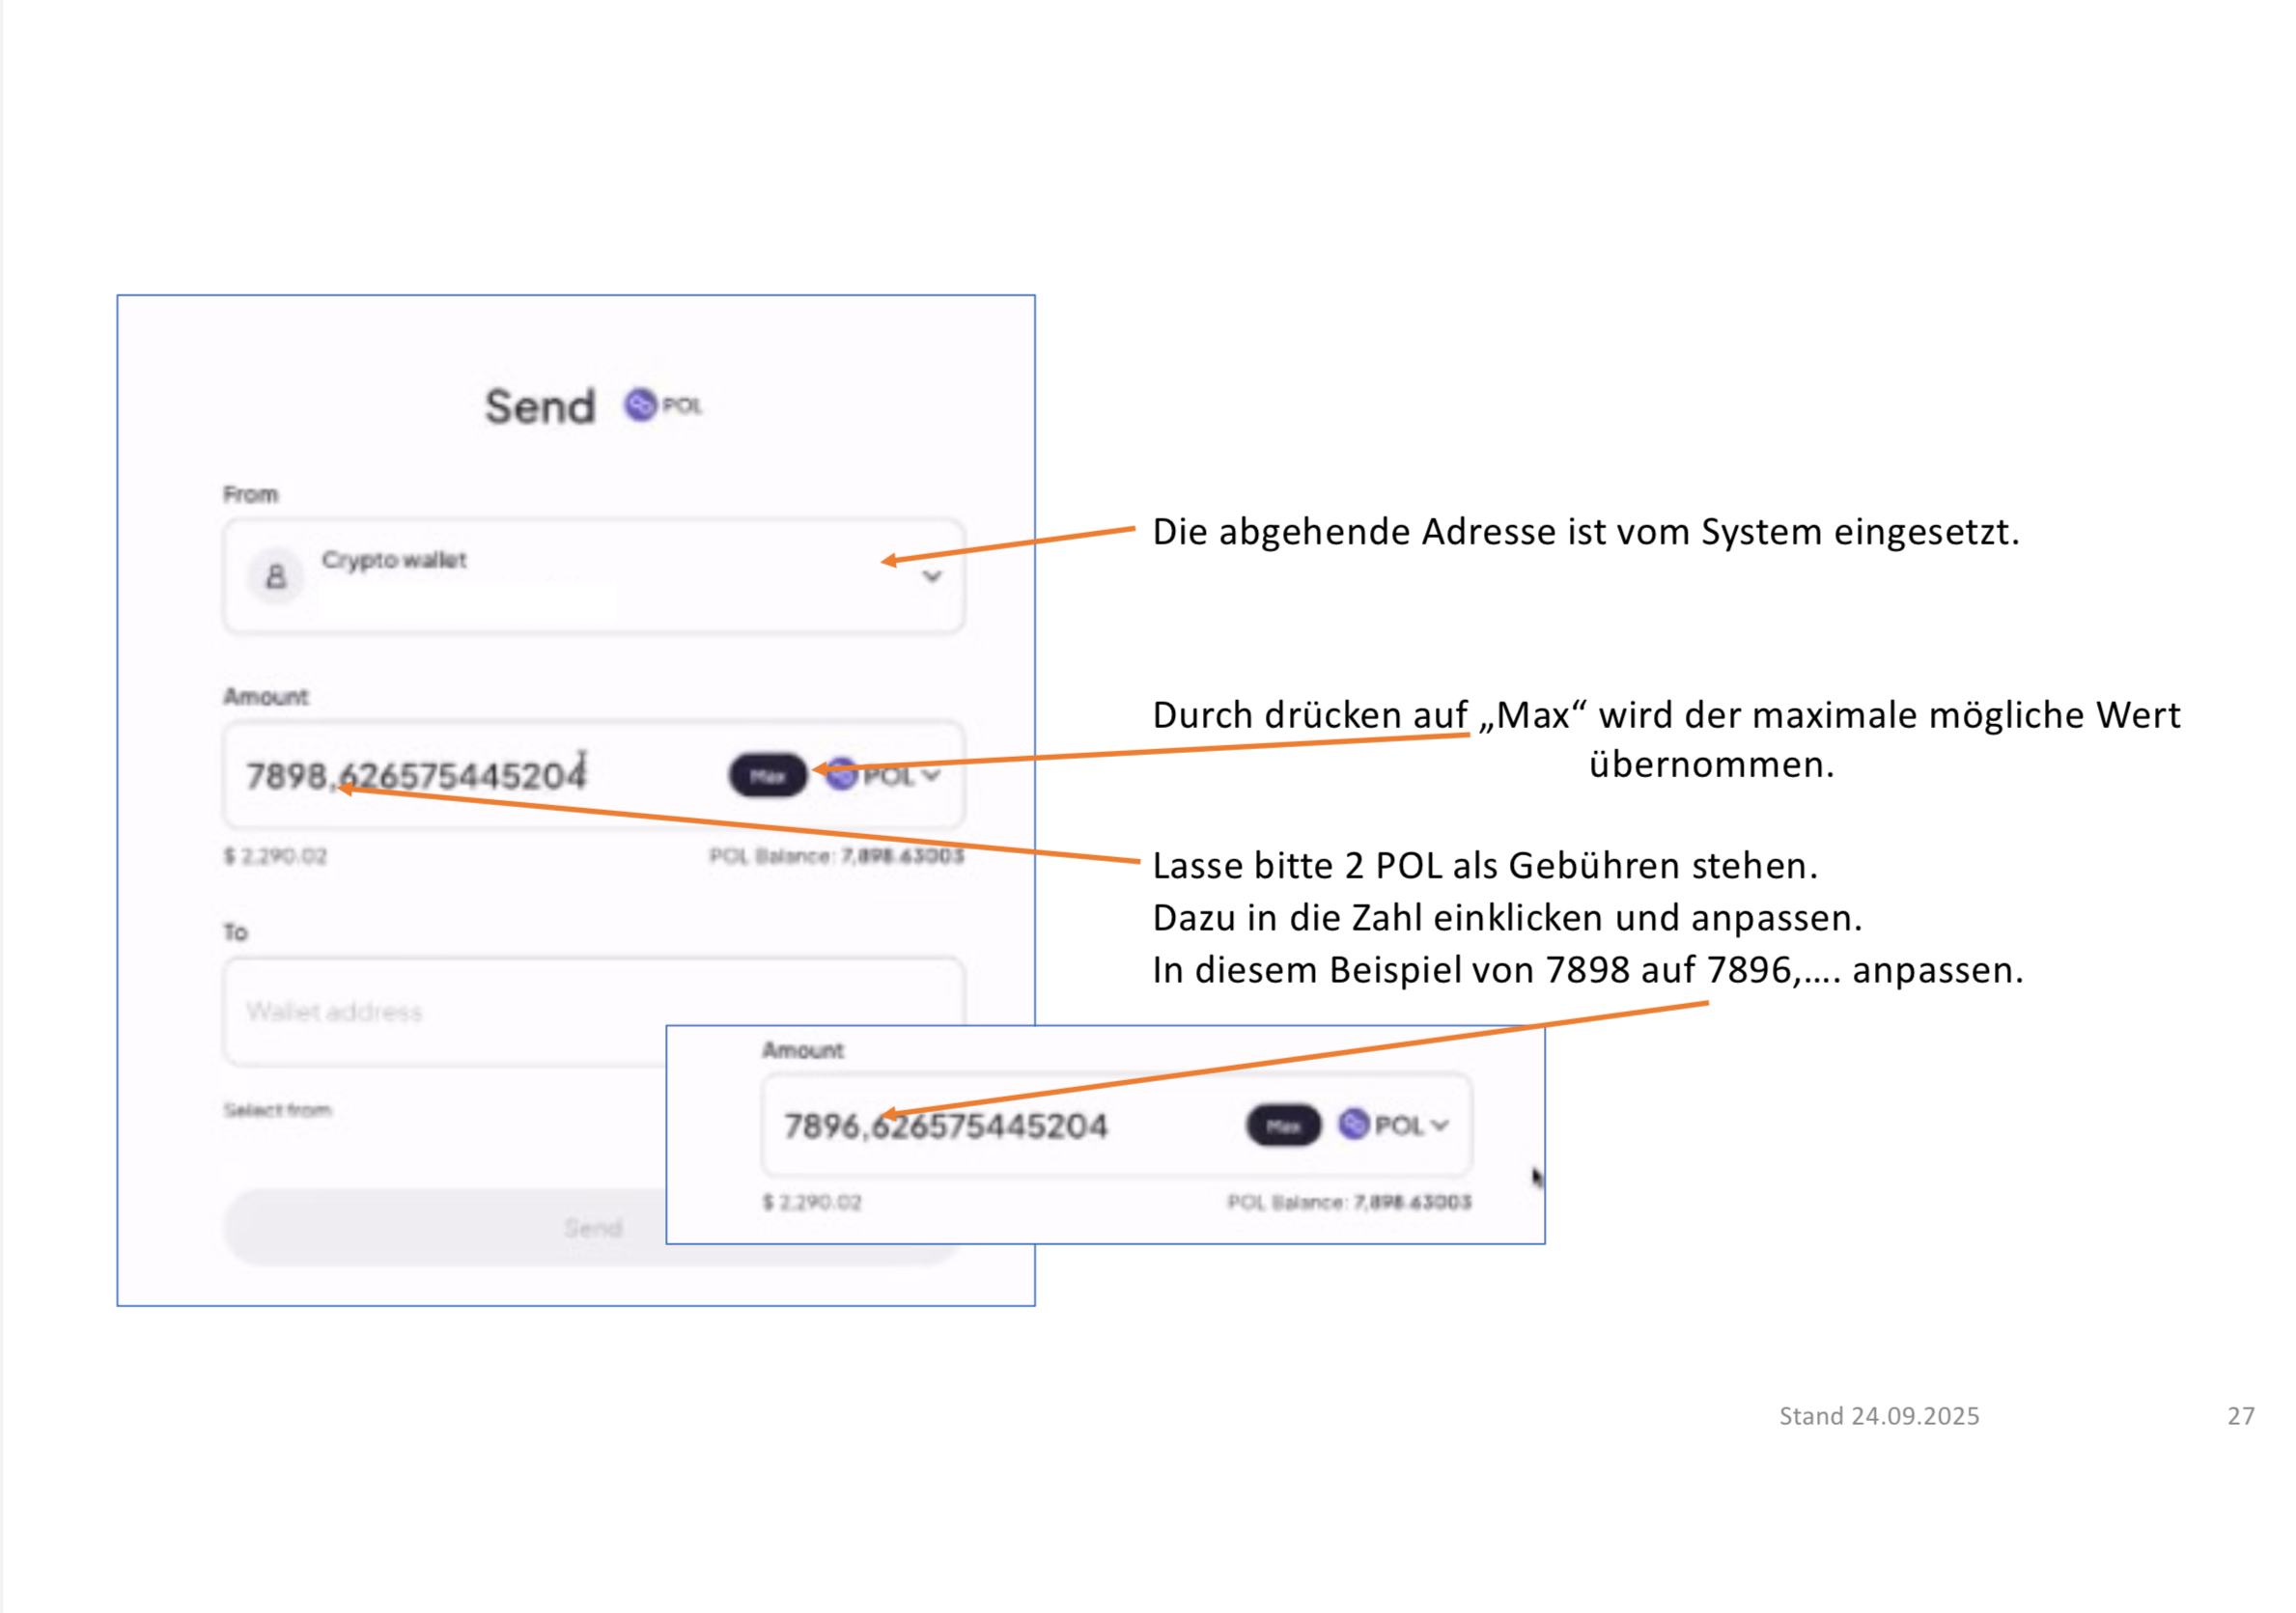 Send POL
From
Crypto wallet
Die abgehende Adresse ist vom System eingesetzt.
Amount
7898,626575445204 Max POL
$ 2,290.02 POL Balance: 7,898.63003
Durch drücken auf „Max“ wird der maximale mögliche Wert
übernommen.
Lasse bitte 2 POL als Gebühren stehen.
Dazu in die Zahl einklicken und anpassen.
In diesem Beispiel von 7898 auf 7896,.... anpassen.
To
Wallet address
Select from
Send
Amount
7896,626575445204 Max POL
$ 2,290.02 POL Balance: 7,898.63003
Stand 24.09.2025 27